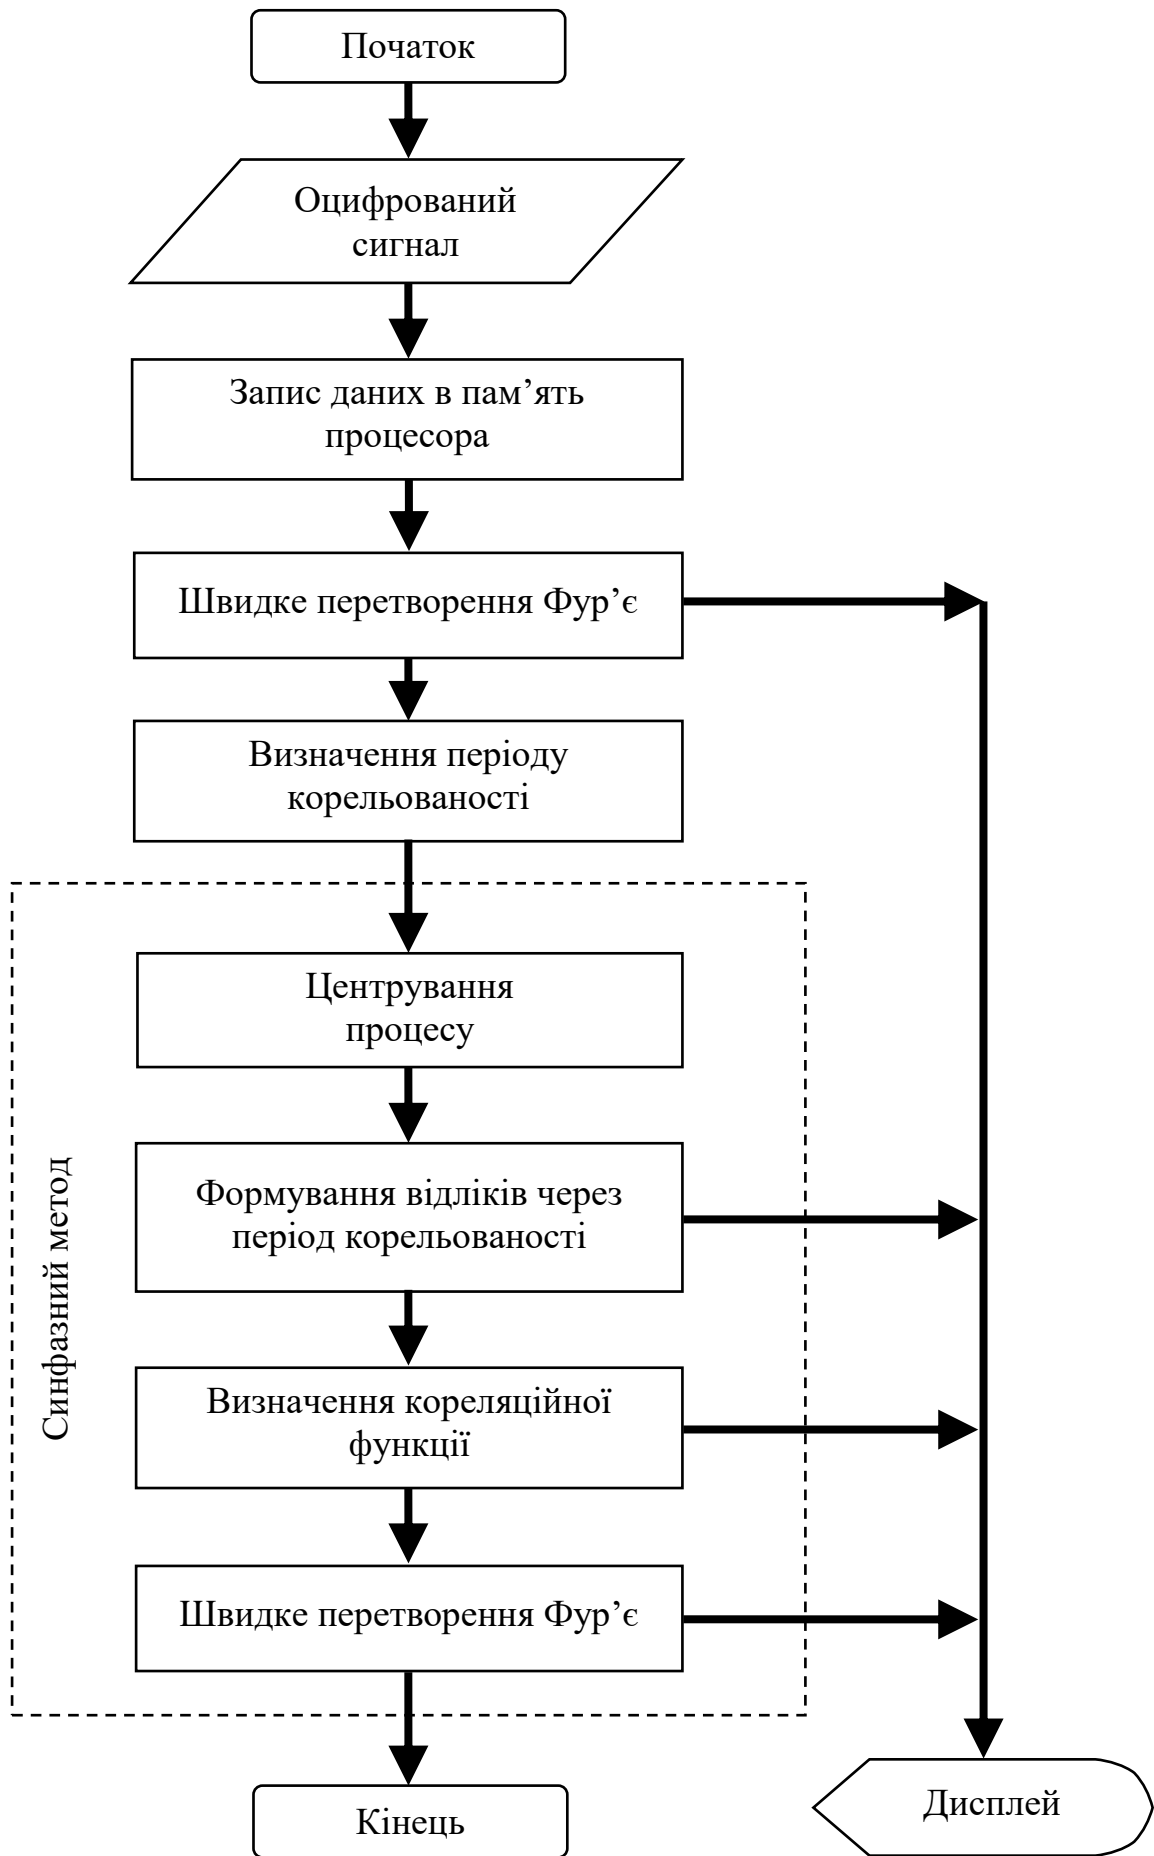 Початок
Оцифрований
сигнал
Запис даних в пам’ять
процесора
Швидке перетворення Фур’є
Визначення періоду
корельованості
Центрування
процесу
Формування відліків через
період корельованості
Синфазний метод
Визначення кореляційної
функції
Швидке перетворення Фур’є
Дисплей
Кінець